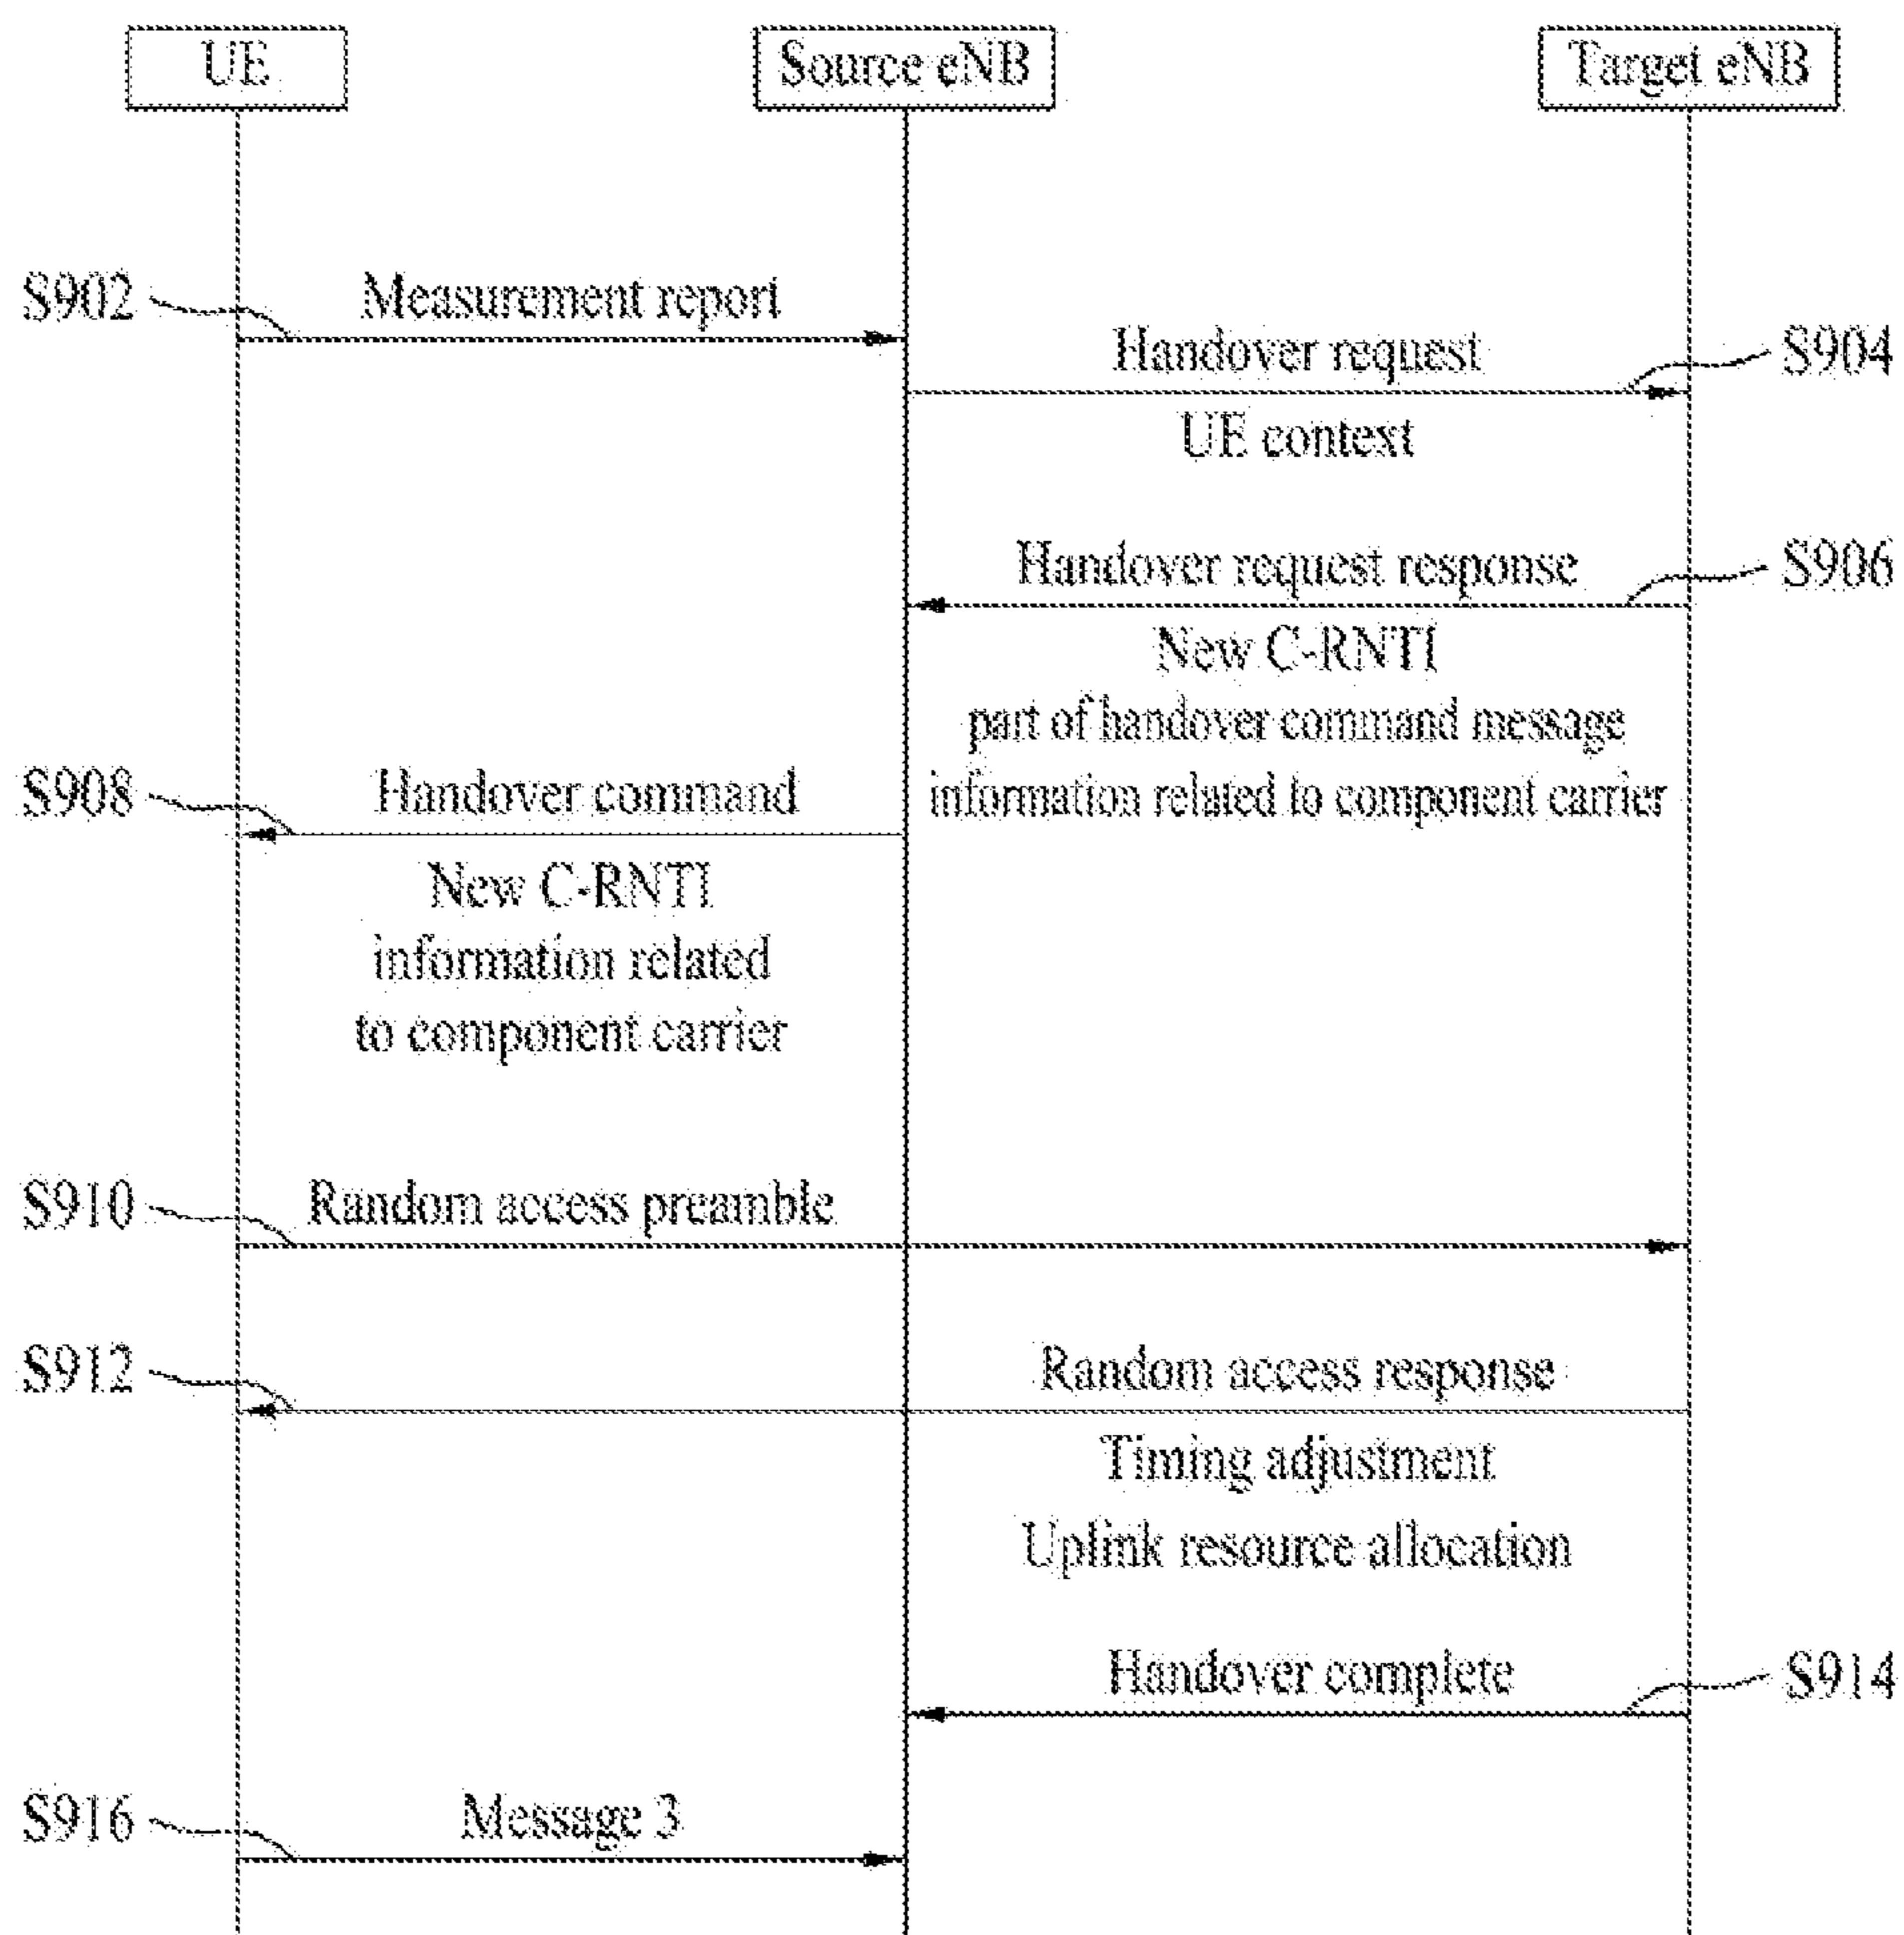 UE
Source eNB
Target eNB
S902
Measurement report
Handover request
S904
UE context
Handover request response
S906
New C-RNTI
part of handover command message
information related to component carrier
S908
Handover command
New C-RNTI
information related
to component carrier
S910
Random access preamble
S912
Random access response
Timing adjustment
Uplink resource allocation
Handover complete
S914
S916
Message 3